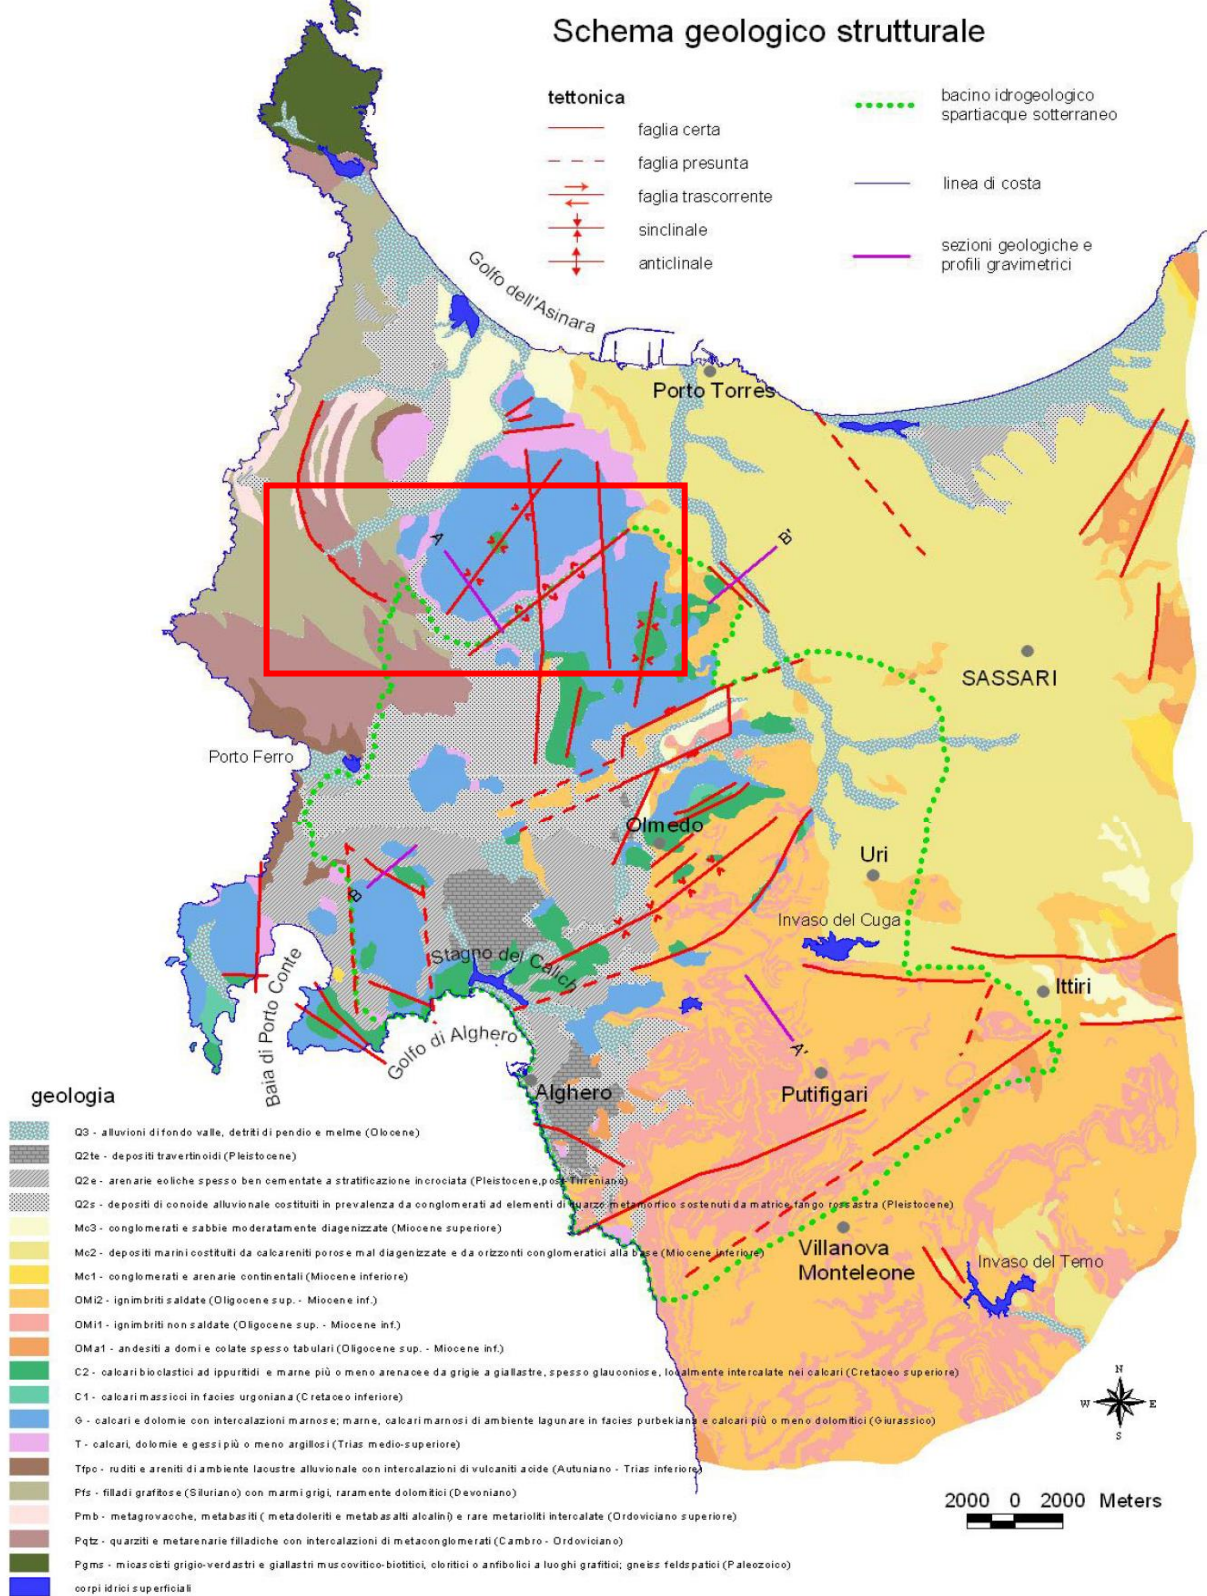 Schema geologico strutturale
tettonica
faglia certa
faglia presunta
faglia trascorrente
sinclinale
anticlinale
bacino idrogeologico
spartiacque sotterraneo
linea di costa
sezioni geologiche e
profili gravimetrici
Golfo dell'Asinara
Porto Torres
A
B'
SASSARI
Porto Ferro
Olmedo
Uri
B
Invaso del Cuga
Stagno del Calich
Baia di Porto Conte
Ittiri
Golfo di Alghero
A'
Alghero
Putifigari
Villanova
Monteleone
Invaso del Temo
geologia
Q3 - alluvioni di fondo valle, detriti di pendio e melme (Olocene)
Q2te - depositi travertinoidi (Pleistocene)
Q2e - arenarie eoliche spesso ben cementate a stratificazione incrociata (Pleistocene, post-Tirreniano)
Q2s - depositi di conoide alluvionale costituiti in prevalenza da conglomerati ad elementi di quarzo metamorfico sostenuti da matrice fango rossastra (Pleistocene)
Mc3 - conglomerati e sabbie moderatamente diagenizzate (Miocene superiore)
Mc2 - depositi marini costituiti da calcareniti porose mal diagenizzate e da orizzonti conglomeratici alla base (Miocene inferiore)
Mc1 - conglomerati e arenarie continentali (Miocene inferiore)
OMi2 - ignimbriti saldate (Oligocene sup. - Miocene inf.)
OMi1 - ignimbriti non saldate (Oligocene sup. - Miocene inf.)
OMa1 - andesiti a domi e colate spesso tabulari (Oligocene sup. - Miocene inf.)
C2 - calcari bioclastici ad ippuritidi e marne più o meno arenacee da grigie a giallastre, spesso glauconiose, localmente intercalate nei calcari (Cretaceo superiore)
C1 - calcari massicci in facies urgoniana (Cretaceo inferiore)
G - calcari e dolomie con intercalazioni marnose; marne, calcari marnosi di ambiente lagunare in facies purbekiana e calcari più o meno dolomitici (Giurassico)
T - calcari, dolomie e gessi più o meno argillosi (Trias medio-superiore)
Tfpc - ruditi e areniti di ambiente lacustre alluvionale con intercalazioni di vulcaniti acide (Autuniano - Trias inferiore)
Pfs - filladi grafitose (Siluriano) con marmi grigi, raramente dolomitici (Devoniano)
Pmb - metagrovacche, metabasiti ( metadoleriti e metabasalti alcalini) e rare metarioliti intercalate (Ordoviciano superiore)
Pqtz - quarziti e metarenarie filladiche con intercalazioni di metaconglomerati (Cambro - Ordoviciano)
Pgms - micascisti grigio-verdastri e giallastri muscovitico-biotitici, cloritici o anfibolici a luoghi grafitici; gneiss feldspatici (Paleozoico)
corpi idrici superficiali
N
W E
S
2000 0 2000 Meters